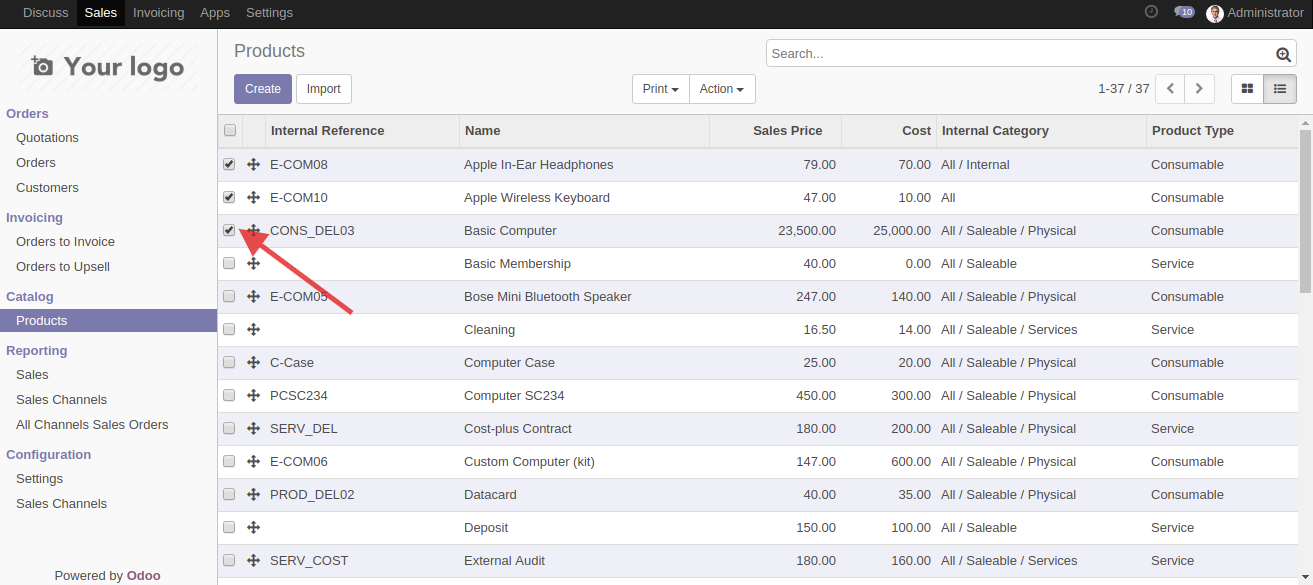 Discuss Sales Invoicing Apps Settings 10 Administrator
Your logo
Orders
Quotations
Orders
Customers
Invoicing
Orders to Invoice
Orders to Upsell
Catalog
Products
Reporting
Sales
Sales Channels
All Channels Sales Orders
Configuration
Settings
Sales Channels
Powered by Odoo
Products
Search...
Create Import Print Action 1-37 / 37
Internal Reference Name Sales Price Cost Internal Category Product Type
E-COM08 Apple In-Ear Headphones 79.00 70.00 All / Internal Consumable
E-COM10 Apple Wireless Keyboard 47.00 10.00 All Consumable
CONS_DEL03 Basic Computer 23,500.00 25,000.00 All / Saleable / Physical Consumable
Basic Membership 40.00 0.00 All / Saleable Service
E-COM05 Bose Mini Bluetooth Speaker 247.00 140.00 All / Saleable / Physical Consumable
Cleaning 16.50 14.00 All / Saleable / Services Service
C-Case Computer Case 25.00 20.00 All / Saleable / Physical Consumable
PCSC234 Computer SC234 450.00 300.00 All / Saleable / Physical Consumable
SERV_DEL Cost-plus Contract 180.00 200.00 All / Saleable / Physical Service
E-COM06 Custom Computer (kit) 147.00 600.00 All / Saleable / Physical Consumable
PROD_DEL02 Datacard 40.00 35.00 All / Saleable / Physical Consumable
Deposit 150.00 100.00 All / Saleable Service
SERV_COST External Audit 180.00 160.00 All / Saleable / Services Service